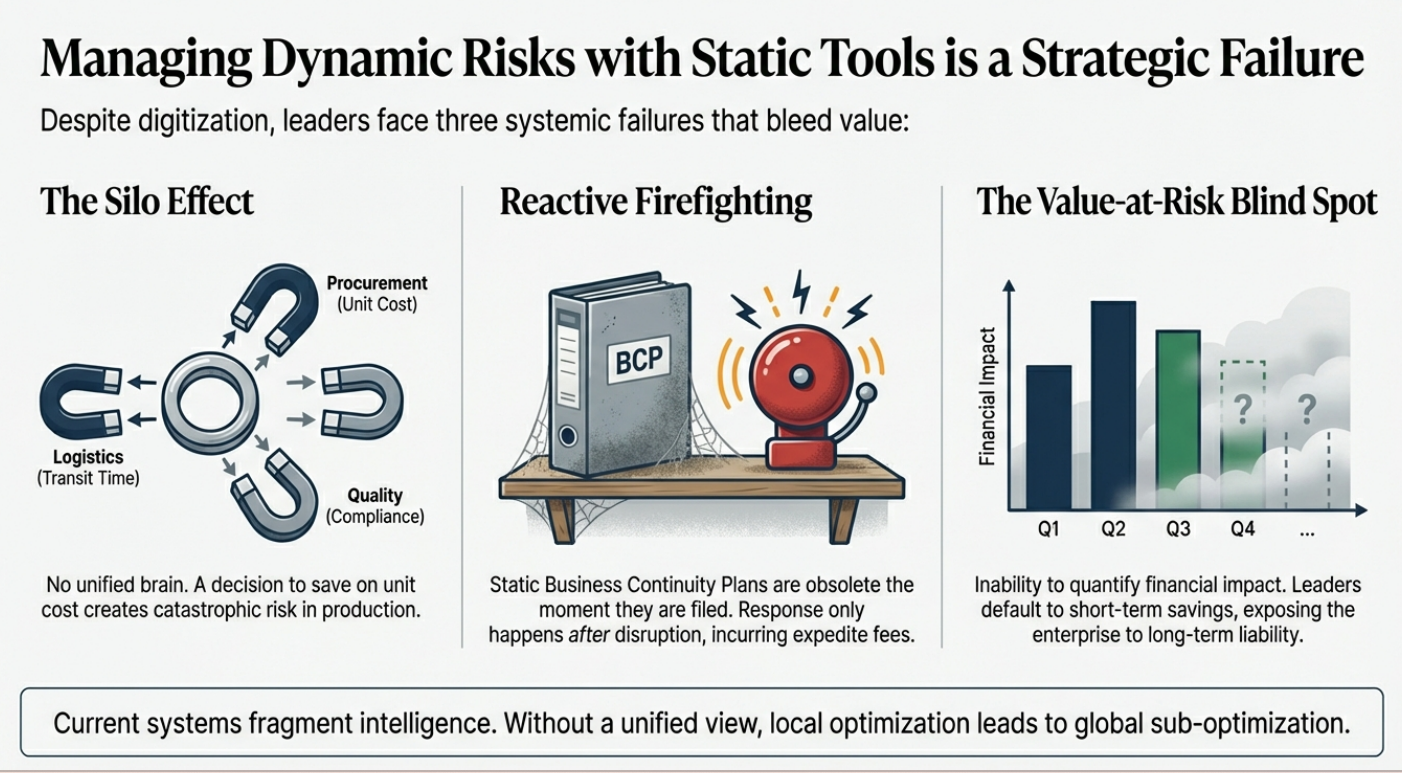 Managing Dynamic Risks with Static Tools is a Strategic Failure
Despite digitization, leaders face three systemic failures that bleed value:
The Silo Effect
Procurement
(Unit Cost)
Logistics
(Transit Time)
Quality
(Compliance)
No unified brain. A decision to save on unit
cost creates catastrophic risk in production.
Reactive Firefighting
BCP
Static Business Continuity Plans are obsolete the
moment they are filed. Response only
happens after disruption, incurring expedite fees.
The Value-at-Risk Blind Spot
Financial Impact
?
?
Q1
Q2
Q3
Q4
...
Inability to quantify financial impact. Leaders
default to short-term savings, exposing the
enterprise to long-term liability.
Current systems fragment intelligence. Without a unified view, local optimization leads to global sub-optimization.